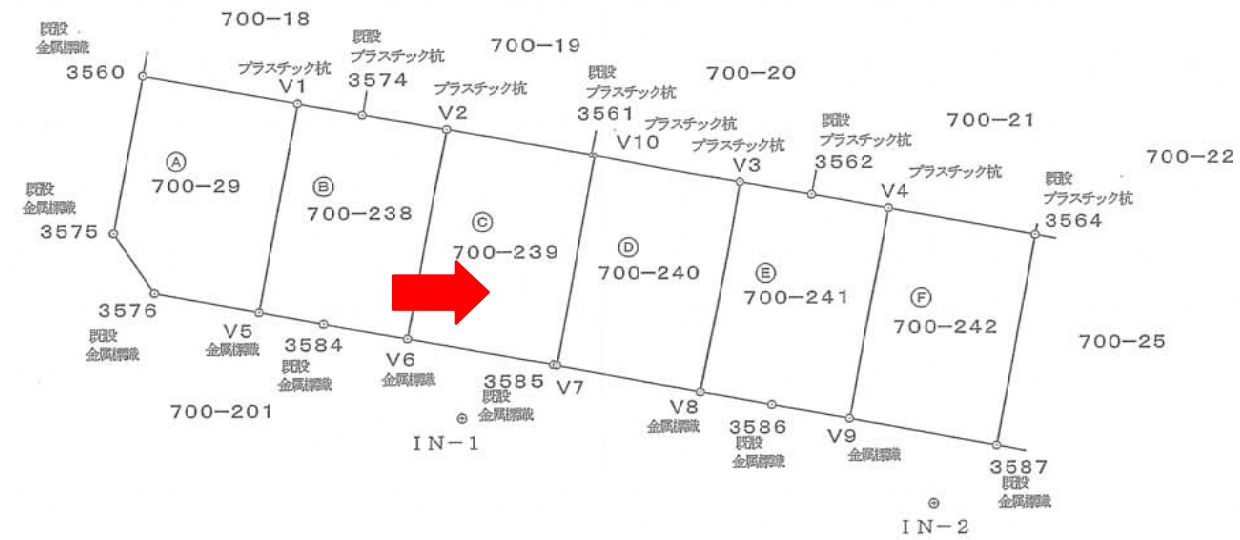 700-18
既設
金属標識
3560
プラスチック杭
V1
既設
プラスチック杭
3574
700-19
プラスチック杭
V2
既設
プラスチック杭
3561
700-20
プラスチック杭
V10
プラスチック杭
V3
既設
プラスチック杭
3562
700-21
プラスチック杭
V4
700-22
既設
プラスチック杭
3564
Ⓐ
700-29
Ⓑ
700-238
Ⓒ
700-239
Ⓓ
700-240
Ⓔ
700-241
Ⓕ
700-242
700-25
既設
金属標識
3575
3576
既設
金属標識
V5
金属標識
3584
既設
金属標識
V6
金属標識
3585
既設
金属標識
V7
V8
金属標識
3586
既設
金属標識
V9
金属標識
3587
既設
金属標識
700-201
IN-1
IN-2